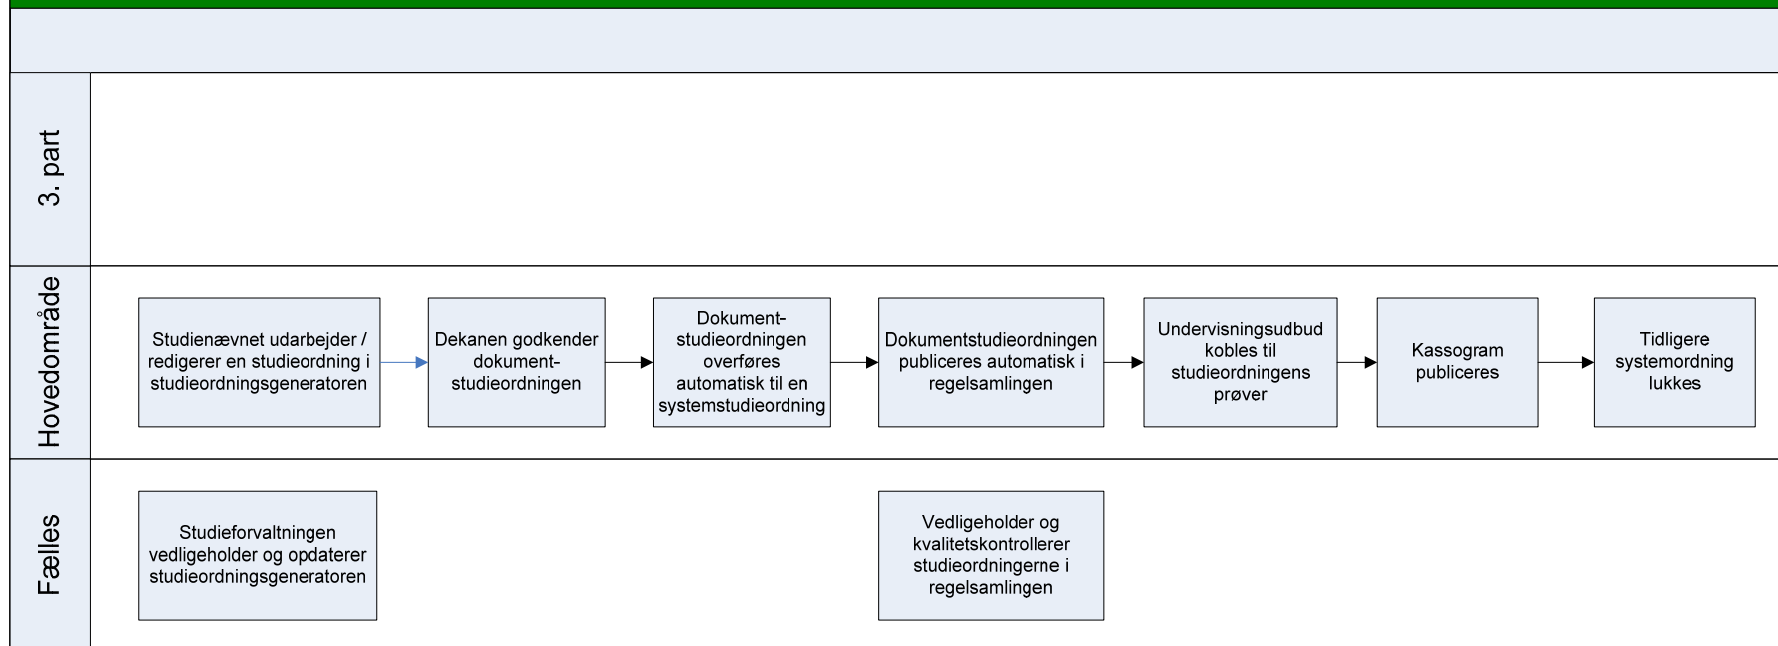 3. part
Hovedområde
Studienævnet udarbejder /
redigerer en studieordning i
studieordningsgeneratoren
Dekanen godkender
dokument-
studieordningen
Dokument-
studieordningen
overføres
automatisk til en
systemstudieordning
Dokumentstudieordningen
publiceres automatisk i
regelsamlingen
Undervisningsudbud
kobles til
studieordningens
prøver
Kassogram
publiceres
Tidligere
systemordning
lukkes
Fælles
Studieforvaltningen
vedligeholder og opdaterer
studieordningsgeneratoren
Vedligeholder og
kvalitetskontrollerer
studieordningerne i
regelsamlingen